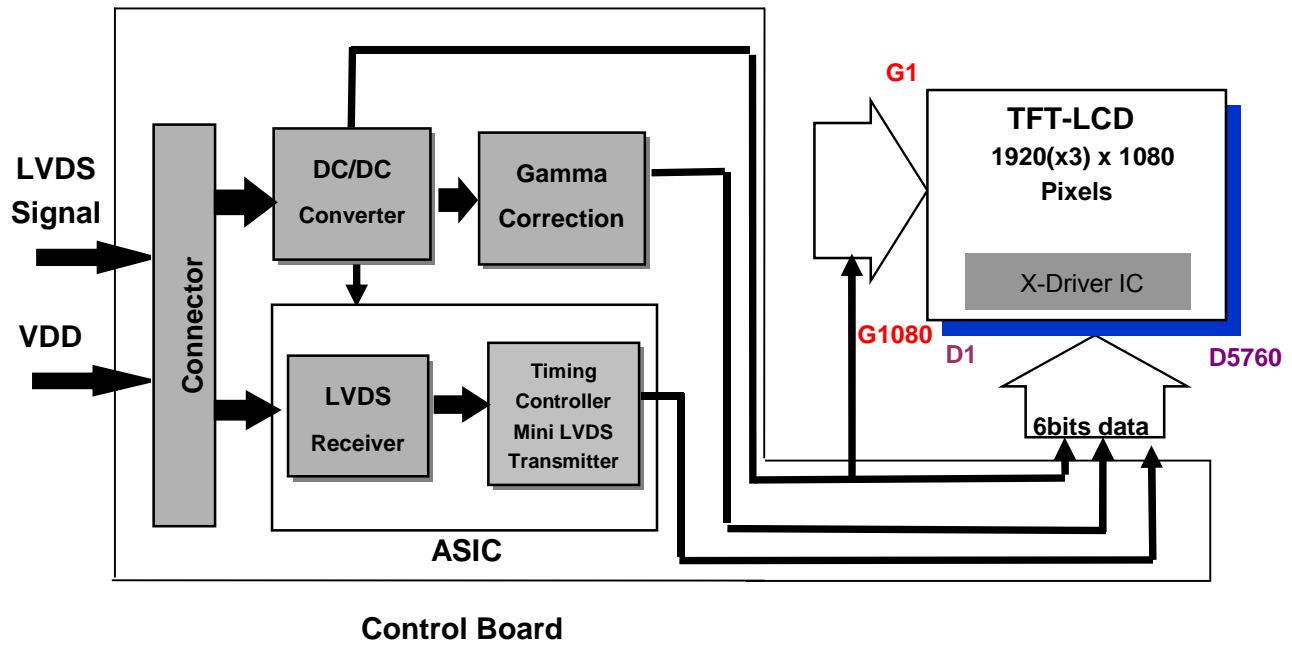 LVDS
Signal
VDD
Connector
DC/DC
Converter
Gamma
Correction
LVDS
Receiver
Timing
Controller
Mini LVDS
Transmitter
ASIC
Control Board
G1
G1080
TFT-LCD
1920(x3) x 1080
Pixels
X-Driver IC
D1
D5760
6bits data